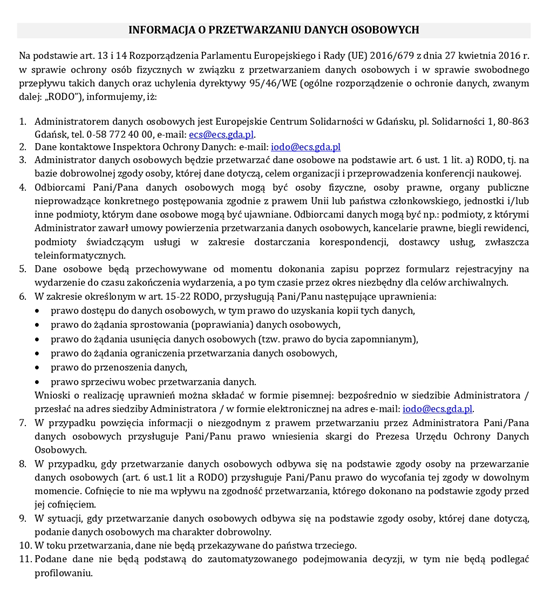 INFORMACJA O PRZETWARZANIU DANYCH OSOBOWYCH
Na podstawie art. 13 i 14 Rozporządzenia Parlamentu Europejskiego i Rady (UE) 2016/679 z dnia 27 kwietnia 2016 r.
w sprawie ochrony osób fizycznych w związku z przetwarzaniem danych osobowych i w sprawie swobodnego
przepływu takich danych oraz uchylenia dyrektywy 95/46/WE (ogólne rozporządzenie o ochronie danych, zwanym
dalej: „RODO”), informujemy, iż:
1. Administratorem danych osobowych jest Europejskie Centrum Solidarności w Gdańsku, pl. Solidarności 1, 80-863
Gdańsk, tel. 0-58 772 40 00, e-mail: ecs@ecs.gda.pl.
2. Dane kontaktowe Inspektora Ochrony Danych: e-mail: iodo@ecs.gda.pl
3. Administrator danych osobowych będzie przetwarzać dane osobowe na podstawie art. 6 ust. 1 lit. a) RODO, tj. na
bazie dobrowolnej zgody osoby, której dane dotyczą, celem organizacji i przeprowadzenia konferencji naukowej.
4. Odbiorcami Pani/Pana danych osobowych mogą być osoby fizyczne, osoby prawne, organy publiczne
nieprowadzące konkretnego postępowania zgodnie z prawem Unii lub państwa członkowskiego, jednostki i/lub
inne podmioty, którym dane osobowe mogą być ujawniane. Odbiorcami danych mogą być np.: podmioty, z którymi
Administrator zawarł umowy powierzenia przetwarzania danych osobowych, kancelarie prawne, biegli rewidenci,
podmioty świadczącym usługi w zakresie dostarczania korespondencji, dostawcy usług, zwłaszcza
teleinformatycznych.
5. Dane osobowe będą przechowywane od momentu dokonania zapisu poprzez formularz rejestracyjny na
wydarzenie do czasu zakończenia wydarzenia, a po tym czasie przez okres niezbędny dla celów archiwalnych.
6. W zakresie określonym w art. 15-22 RODO, przysługują Pani/Panu następujące uprawnienia:
• prawo dostępu do danych osobowych, w tym prawo do uzyskania kopii tych danych,
• prawo do żądania sprostowania (poprawiania) danych osobowych,
• prawo do żądania usunięcia danych osobowych (tzw. prawo do bycia zapomnianym),
• prawo do żądania ograniczenia przetwarzania danych osobowych,
• prawo do przenoszenia danych,
• prawo sprzeciwu wobec przetwarzania danych.
Wnioski o realizację uprawnień można składać w formie pisemnej: bezpośrednio w siedzibie Administratora /
przesłać na adres siedziby Administratora / w formie elektronicznej na adres e-mail: iodo@ecs.gda.pl.
7. W przypadku powzięcia informacji o niezgodnym z prawem przetwarzaniu przez Administratora Pani/Pana
danych osobowych przysługuje Pani/Panu prawo wniesienia skargi do Prezesa Urzędu Ochrony Danych
Osobowych.
8. W przypadku, gdy przetwarzanie danych osobowych odbywa się na podstawie zgody osoby na przewarzanie
danych osobowych (art. 6 ust.1 lit a RODO) przysługuje Pani/Panu prawo do wycofania tej zgody w dowolnym
momencie. Cofnięcie to nie ma wpływu na zgodność przetwarzania, którego dokonano na podstawie zgody przed
jej cofnięciem.
9. W sytuacji, gdy przetwarzanie danych osobowych odbywa się na podstawie zgody osoby, której dane dotyczą,
podanie danych ma charakter dobrowolny.
10. W toku przetwarzania, dane nie będą przekazywane do państwa trzeciego.
11. Podane dane nie będą podstawą do zautomatyzowanego podejmowania decyzji, w tym nie będą podlegać
profilowaniu.